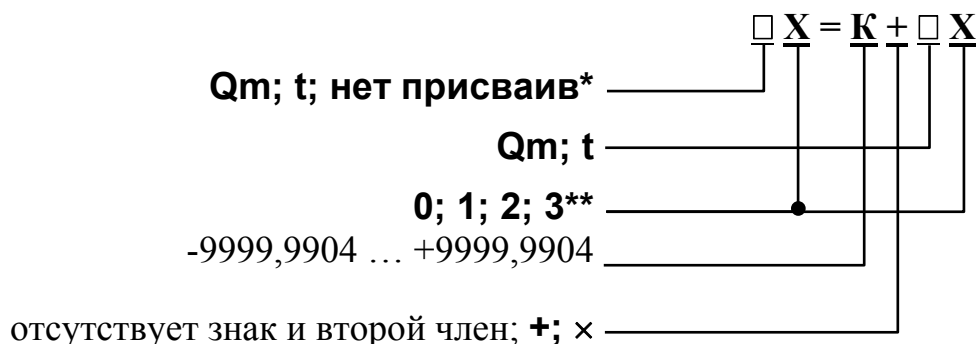 □ X = К + □ X
Qm; t; нет присваив*
Qm; t
0; 1; 2; 3**
-9999,9904 … +9999,9904
отсутствует знак и второй член; +; ×